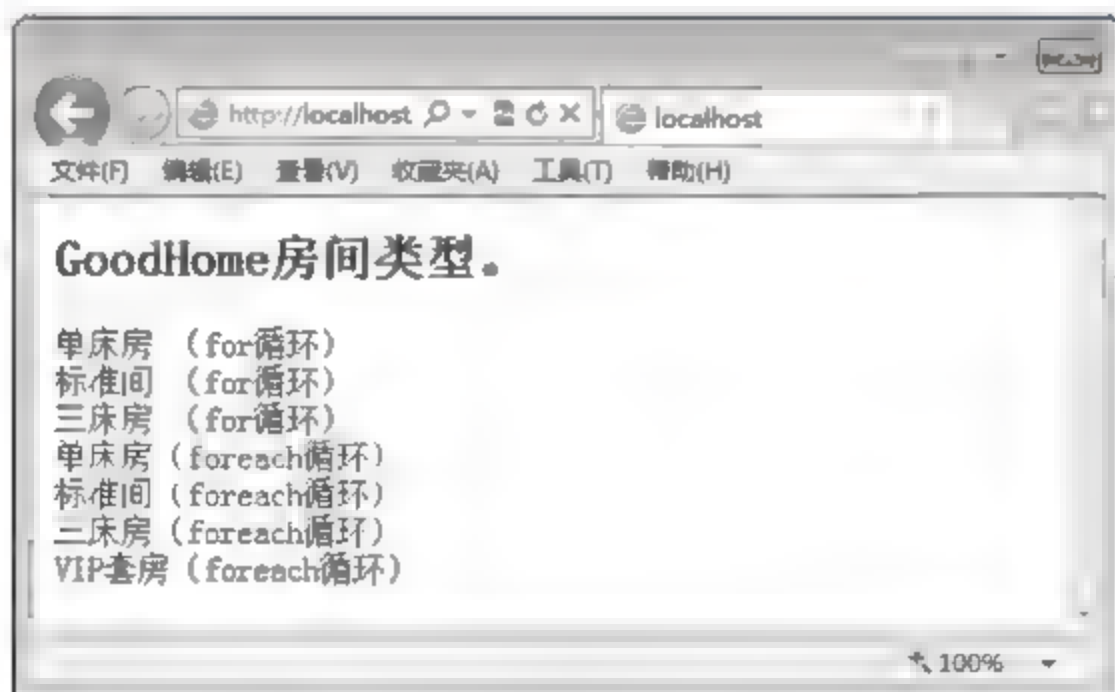 http://localhost localhost
文件(F) 编辑(E) 查看(V) 收藏夹(A) 工具(T) 帮助(H)
GoodHome房间类型。
单床房 (for循环)
标准间 (for循环)
三床房 (for循环)
单床房 (foreach循环)
标准间 (foreach循环)
三床房 (foreach循环)
VIP套房 (foreach循环)
100%